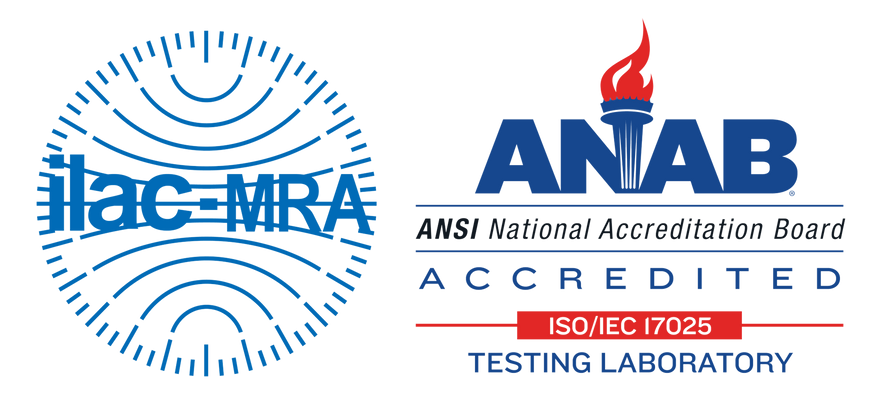 ilac-MRA
ANAB®
ANSI National Accreditation Board
ACCREDITED
ISO/IEC 17025
TESTING LABORATORY